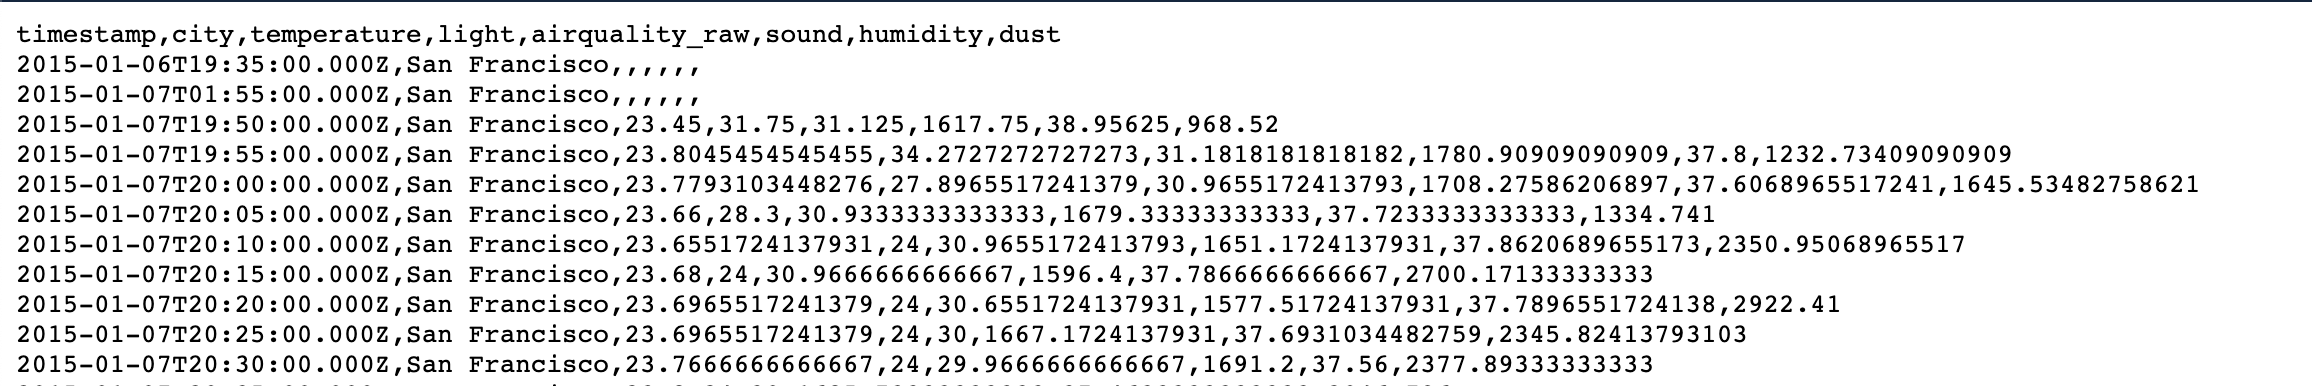 timestamp,city,temperature,light,airquality_raw,sound,humidity,dust
2015-01-06T19:35:00.000Z,San Francisco,,,,,,
2015-01-07T01:55:00.000Z,San Francisco,,,,,,
2015-01-07T19:50:00.000Z,San Francisco,23.45,31.75,31.125,1617.75,38.95625,968.52
2015-01-07T19:55:00.000Z,San Francisco,23.8045454545455,34.2727272727273,31.1818181818182,1780.90909090909,37.8,1232.73409090909
2015-01-07T20:00:00.000Z,San Francisco,23.7793103448276,27.8965517241379,30.9655172413793,1708.27586206897,37.6068965517241,1645.53482758621
2015-01-07T20:05:00.000Z,San Francisco,23.66,28.3,30.9333333333333,1679.33333333333,37.7233333333333,1334.741
2015-01-07T20:10:00.000Z,San Francisco,23.6551724137931,24,30.9655172413793,1651.1724137931,37.8620689655173,2350.95068965517
2015-01-07T20:15:00.000Z,San Francisco,23.68,24,30.9666666666667,1596.4,37.7866666666667,2700.17133333333
2015-01-07T20:20:00.000Z,San Francisco,23.6965517241379,24,30.6551724137931,1577.51724137931,37.7896551724138,2922.41
2015-01-07T20:25:00.000Z,San Francisco,23.6965517241379,24,30,1667.1724137931,37.6931034482759,2345.82413793103
2015-01-07T20:30:00.000Z,San Francisco,23.7666666666667,24,29.9666666666667,1691.2,37.56,2377.89333333333